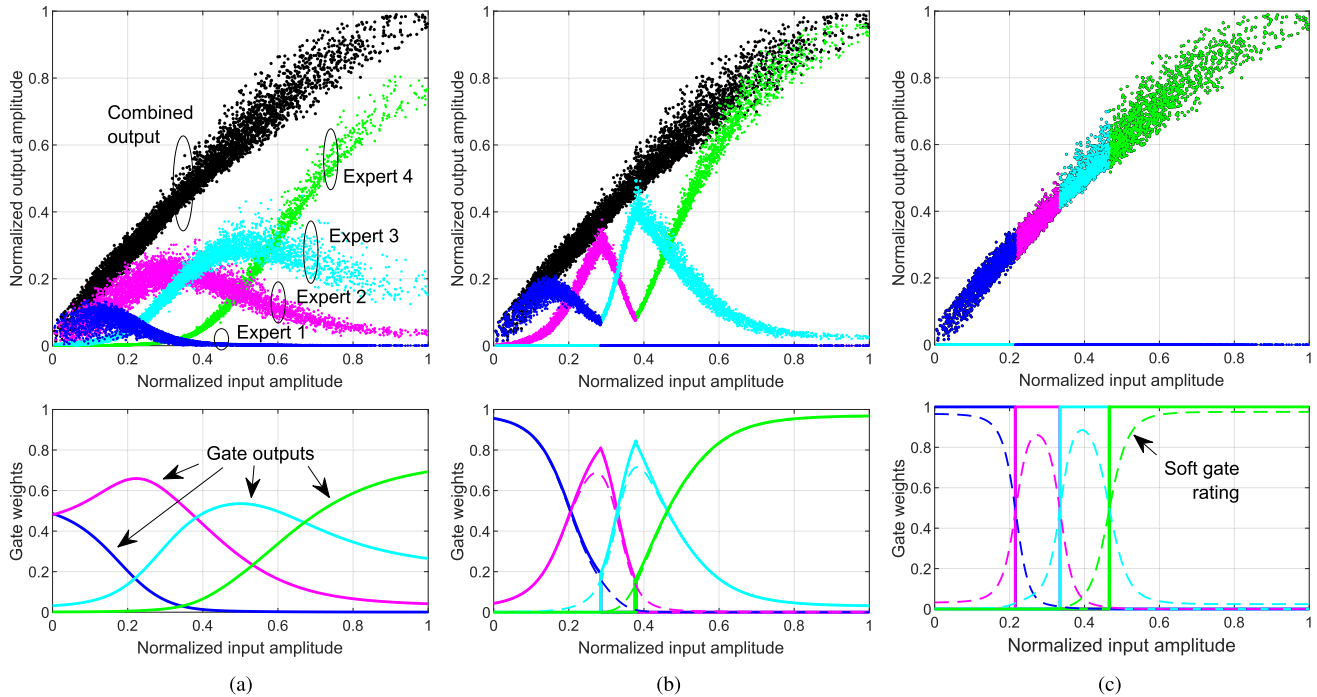 1
0.8
0.6
0.4
0.2
0
0 0.2 0.4 0.6 0.8 1
Normalized output amplitude
Normalized input amplitude
Combined
output
Expert 4
Expert 3
Expert 2
Expert 1
1
0.8
0.6
0.4
0.2
0
0 0.2 0.4 0.6 0.8 1
Normalized output amplitude
Normalized input amplitude
1
0.8
0.6
0.4
0.2
0
0 0.2 0.4 0.6 0.8 1
Normalized output amplitude
Normalized input amplitude
1
0.8
0.6
0.4
0.2
0
0 0.2 0.4 0.6 0.8 1
Gate weights
Normalized input amplitude
Gate outputs
1
0.8
0.6
0.4
0.2
0
0 0.2 0.4 0.6 0.8 1
Gate weights
Normalized input amplitude
1
0.8
0.6
0.4
0.2
0
0 0.2 0.4 0.6 0.8 1
Gate weights
Normalized input amplitude
Soft gate
rating
(a)
(b)
(c)